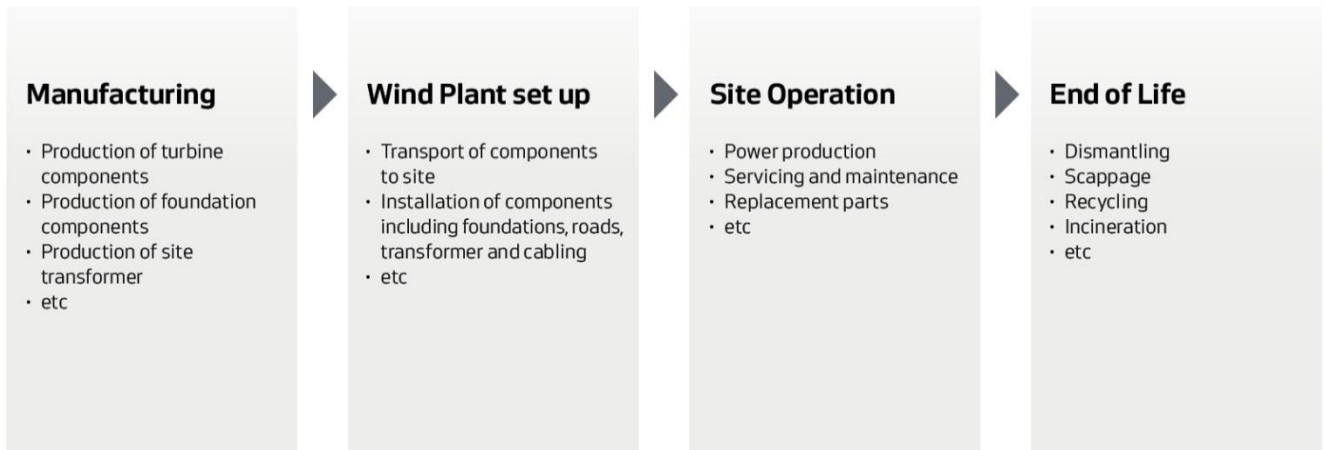 Manufacturing
· Production of turbine
components
· Production of foundation
components
· Production of site
transformer
· etc
Wind Plant set up
· Transport of components
to site
· Installation of components
including foundations, roads,
transformer and cabling
· etc
Site Operation
· Power production
· Servicing and maintenance
· Replacement parts
· etc
End of Life
· Dismantling
· Scappage
· Recycling
· Incineration
· etc